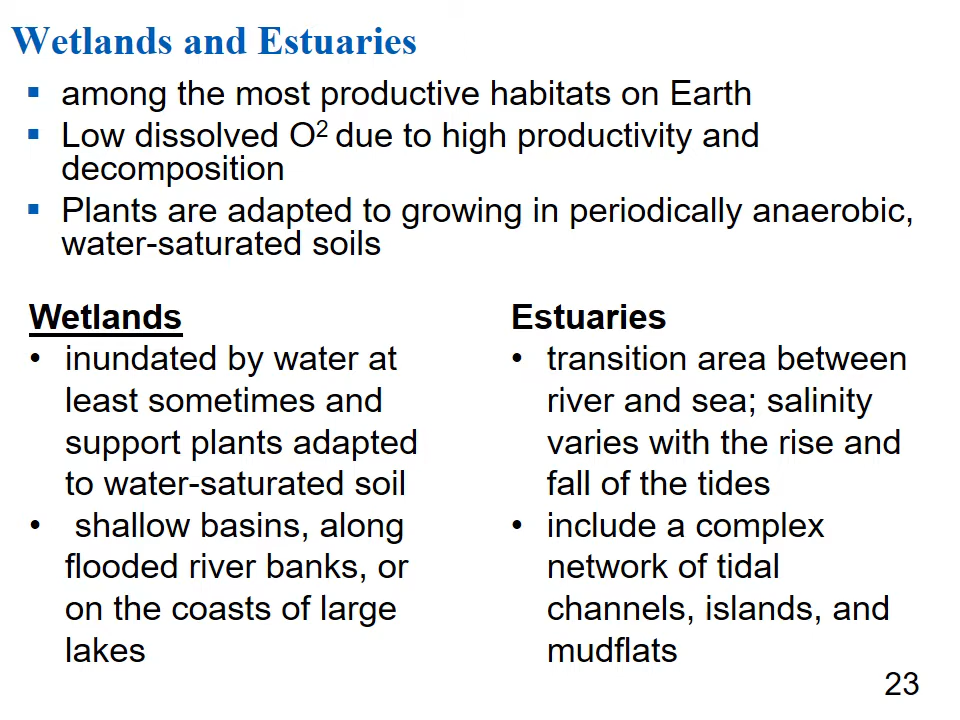 Wetlands and Estuaries
▪ among the most productive habitats on Earth
▪ Low dissolved O² due to high productivity and
decomposition
▪ Plants are adapted to growing in periodically anaerobic,
water-saturated soils
Wetlands
• inundated by water at
least sometimes and
support plants adapted
to water-saturated soil
• shallow basins, along
flooded river banks, or
on the coasts of large
lakes
Estuaries
• transition area between
river and sea; salinity
varies with the rise and
fall of the tides
• include a complex
network of tidal
channels, islands, and
mudflats
23